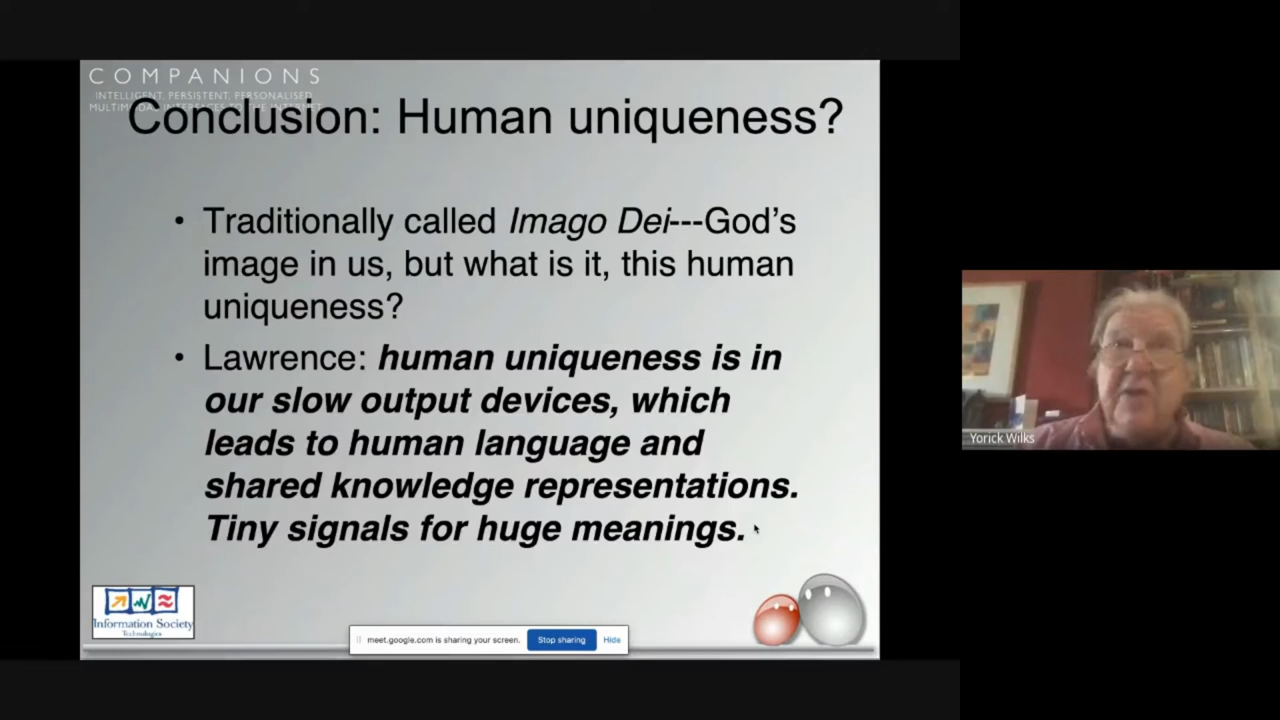 COMPANIONS
INTELLIGENT, PERSISTENT, PERSONALISED
MULTIMODAL INTERFACES TO THE INTERNET
Conclusion: Human uniqueness?
• Traditionally called Imago Dei---God's
image in us, but what is it, this human
uniqueness?
• Lawrence: human uniqueness is in
our slow output devices, which
leads to human language and
shared knowledge representations.
Tiny signals for huge meanings.
Yorick Wilks
Information Society
Technologies
meet.google.com is sharing your screen.
Stop sharing
Hide